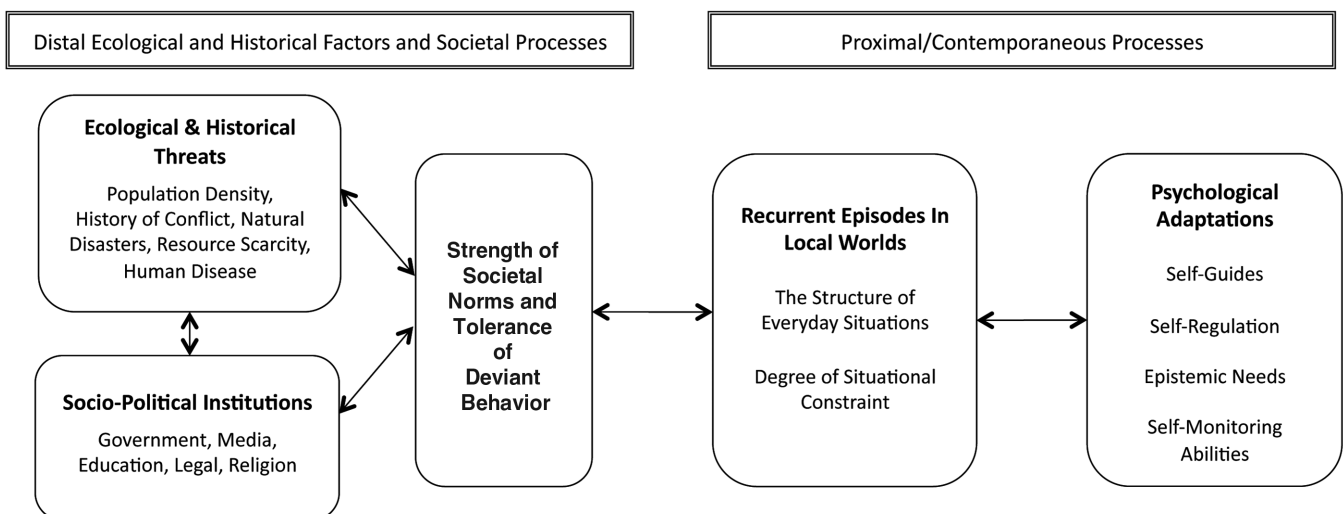 Distal Ecological and Historical Factors and Societal Processes
Proximal/Contemporaneous Processes
Ecological & Historical
Threats
Population Density,
History of Conflict, Natural
Disasters, Resource Scarcity,
Human Disease
Socio-Political Institutions
Government, Media,
Education, Legal, Religion
Strength of
Societal
Norms and
Tolerance
of
Deviant
Behavior
Recurrent Episodes In
Local Worlds
The Structure of
Everyday Situations
Degree of Situational
Constraint
Psychological
Adaptations
Self-Guides
Self-Regulation
Epistemic Needs
Self-Monitoring
Abilities